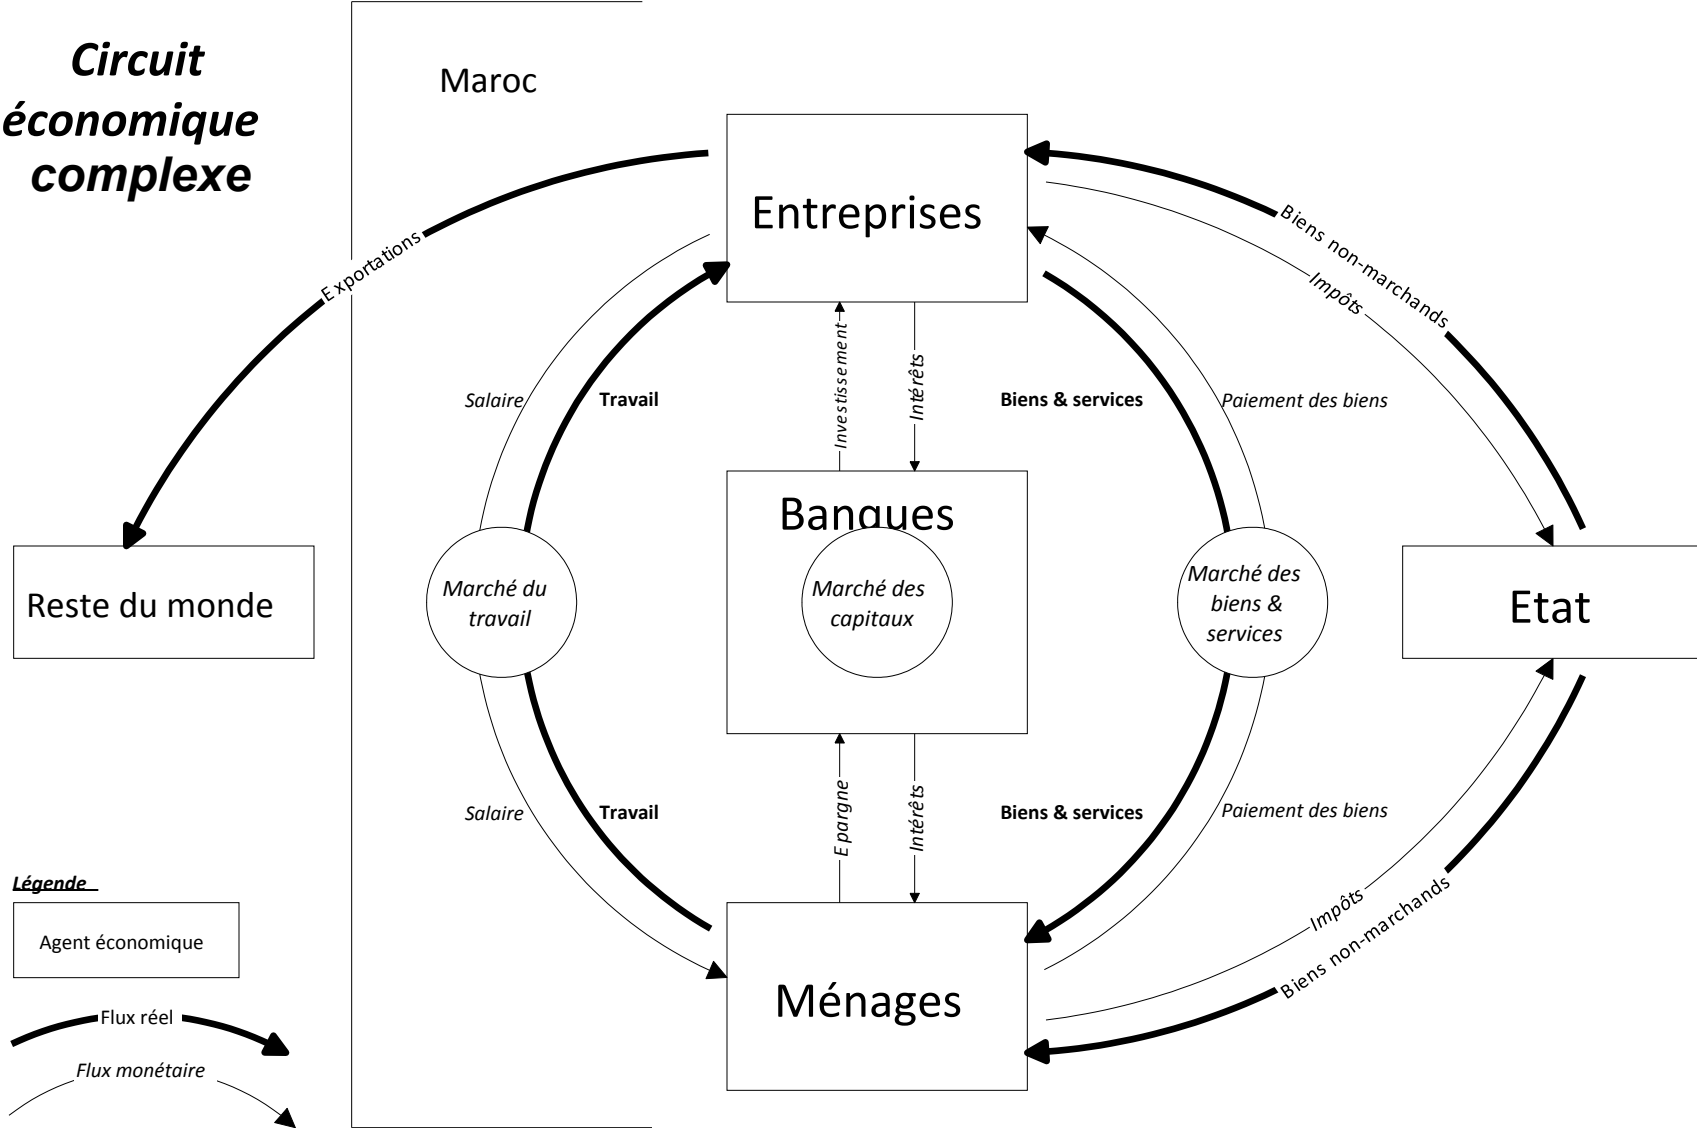 Circuit
économique
complexe
Maroc
Entreprises
Exportations
Biens non-marchands
Impôts
Investissement
Intérêts
Salaire
Travail
Biens & services
Paiement des biens
Banques
Marché du
travail
Marché des
capitaux
Marché des
biens &
services
Reste du monde
Etat
Salaire
Travail
Epargne
Intérêts
Biens & services
Paiement des biens
Impôts
Biens non-marchands
Ménages
Légende
Agent économique
Flux réel
Flux monétaire